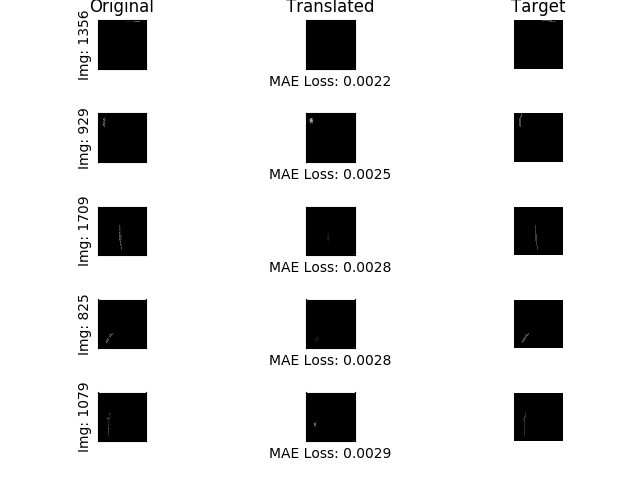 Original Translated Target
Img: 1356
MAE Loss: 0.0022
Img: 929
MAE Loss: 0.0025
Img: 1709
MAE Loss: 0.0028
Img: 825
MAE Loss: 0.0028
Img: 1079
MAE Loss: 0.0029